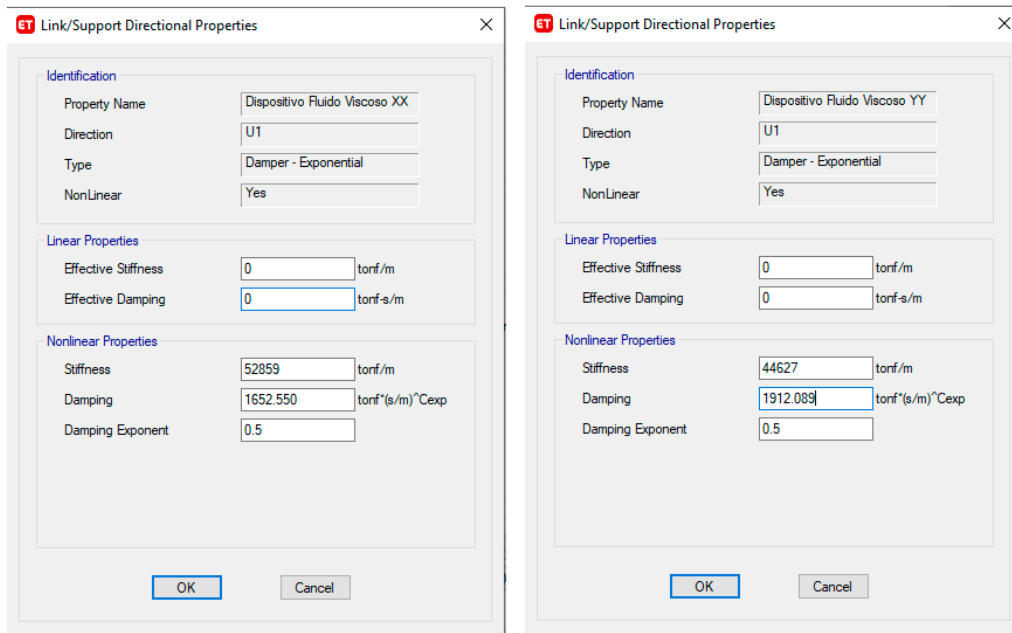 ET Link/Support Directional Properties
Identification
Property Name Dispositivo Fluido Viscoso XX
Direction U1
Type Damper - Exponential
NonLinear Yes
Linear Properties
Effective Stiffness 0 tonf/m
Effective Damping 0 tonf-s/m
Nonlinear Properties
Stiffness 52859 tonf/m
Damping 1652.550 tonf*(s/m)^Cexp
Damping Exponent 0.5
OK Cancel
ET Link/Support Directional Properties
Identification
Property Name Dispositivo Fluido Viscoso YY
Direction U1
Type Damper - Exponential
NonLinear Yes
Linear Properties
Effective Stiffness 0 tonf/m
Effective Damping 0 tonf-s/m
Nonlinear Properties
Stiffness 44627 tonf/m
Damping 1912.089 tonf*(s/m)^Cexp
Damping Exponent 0.5
OK Cancel